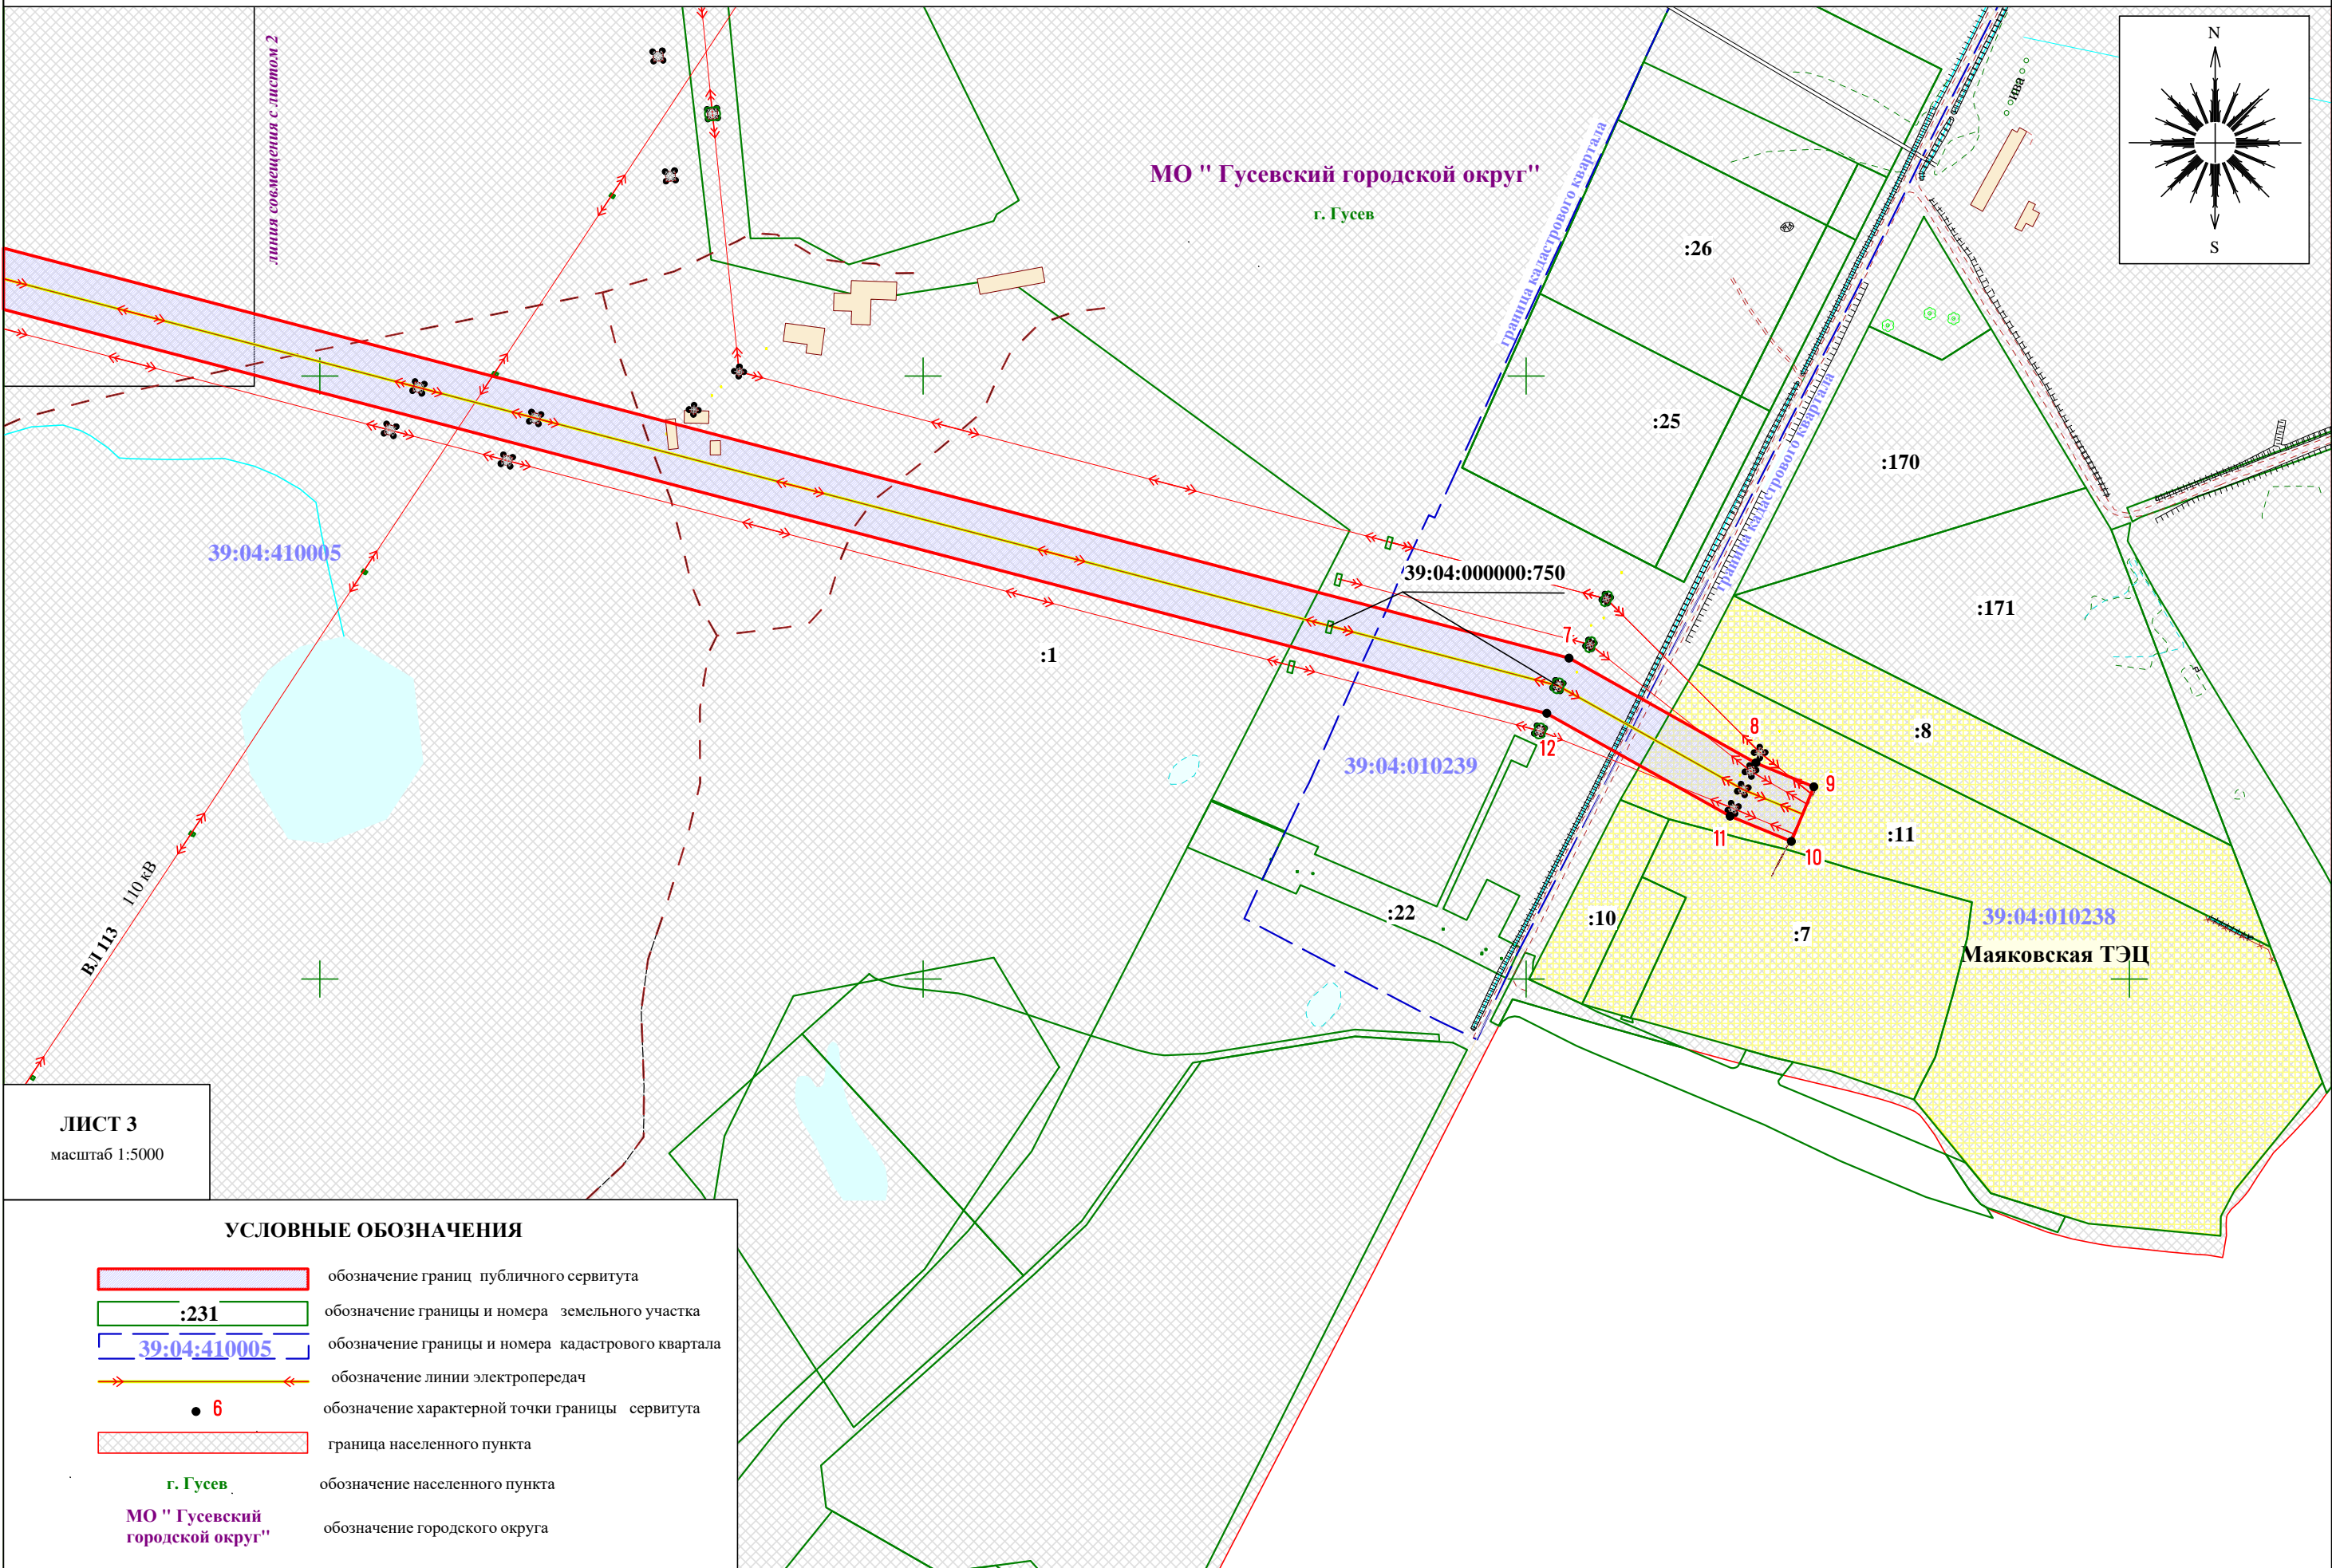 линия совмещения с листом 2
N
S
ива
МО " Гусевский городской округ"
г. Гусев
граница кадастрового квартала
:26
:25
граница кадастрового квартала
:170
:171
39:04:410005
39:04:000000:750
:1
7
8
:8
12
9
39:04:010239
11
10
:11
:22
:10
:7
39:04:010238
Маяковская ТЭЦ
ВЛ 113
110 кВ
ЛИСТ 3
масштаб 1:5000
УСЛОВНЫЕ ОБОЗНАЧЕНИЯ
обозначение границ публичного сервитута
:231
обозначение границы и номера земельного участка
39:04:410005
обозначение границы и номера кадастрового квартала
обозначение линии электропередач
6
обозначение характерной точки границы сервитута
граница населенного пункта
г. Гусев
обозначение населенного пункта
МО " Гусевский
городской округ"
обозначение городского округа